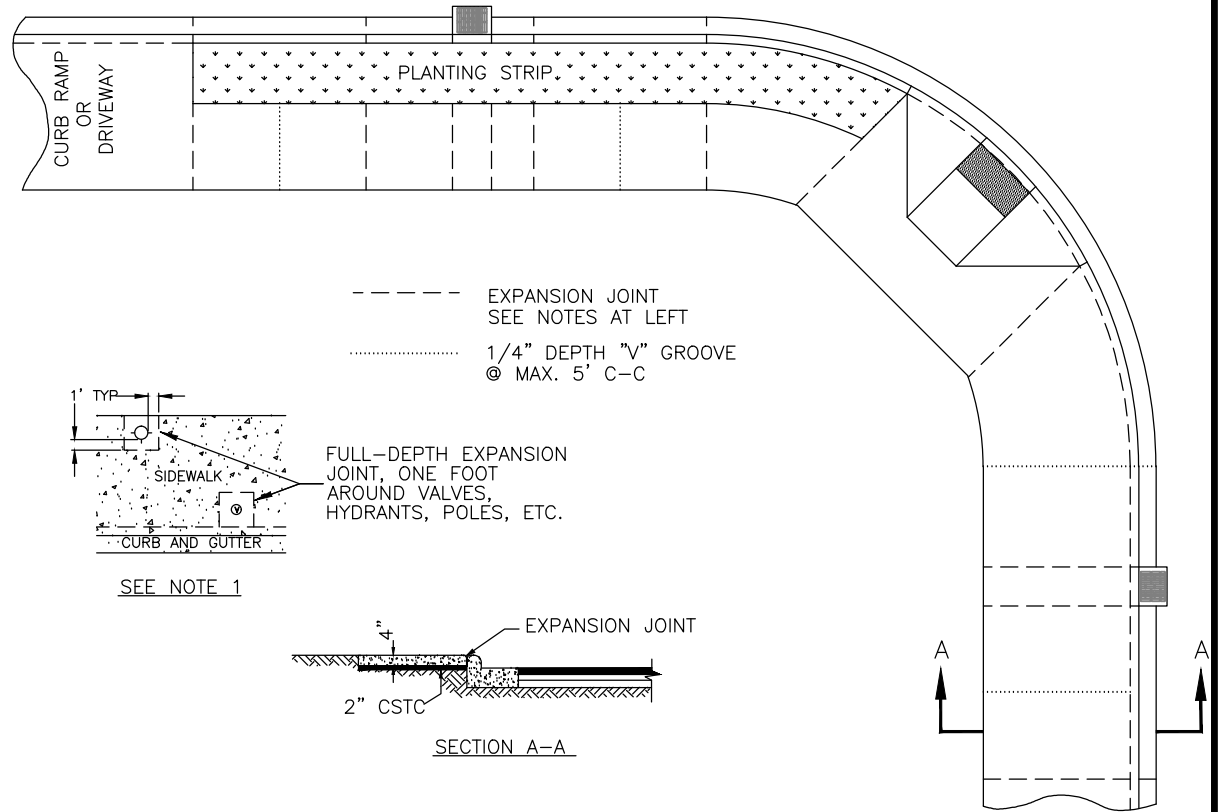 CURB RAMP
OR
DRIVEWAY
PLANTING STRIP
EXPANSION JOINT
SEE NOTES AT LEFT
1/4" DEPTH "V" GROOVE
@ MAX. 5' C-C
1' TYP
SIDEWALK
V
CURB AND GUTTER
SEE NOTE 1
FULL-DEPTH EXPANSION
JOINT, ONE FOOT
AROUND VALVES,
HYDRANTS, POLES, ETC.
4"
EXPANSION JOINT
2" CSTC
SECTION A-A
A
A